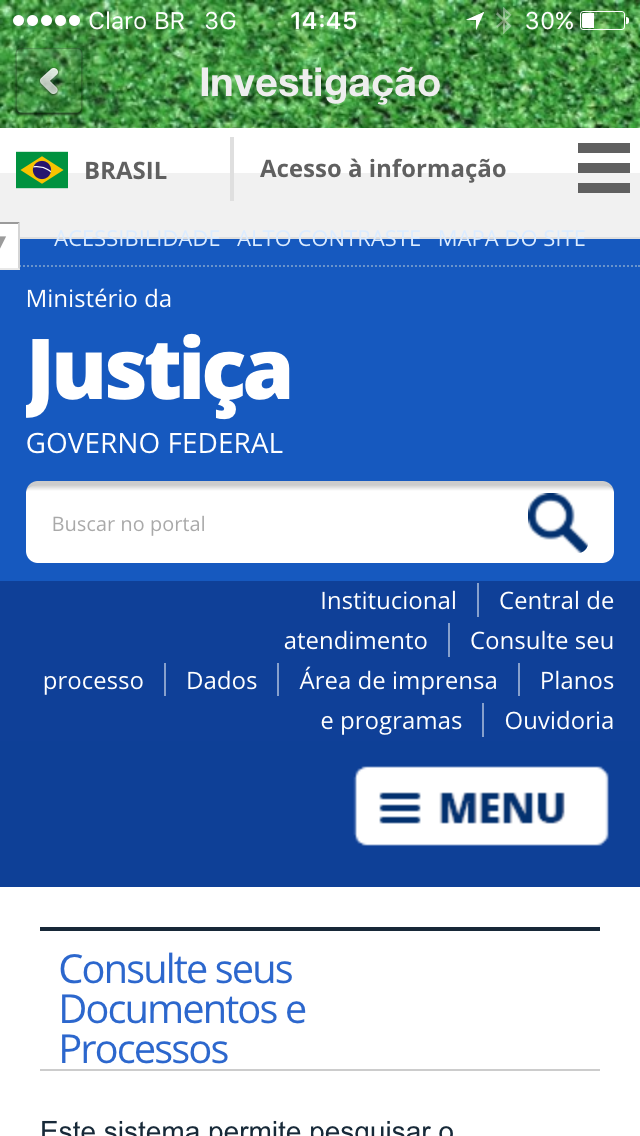 Claro BR 3G 14:45 30%
Investigação
BRASIL Acesso à informação
ACESSIBILIDADE ALTO CONTRASTE MAPA DO SITE
Ministério da
Justiça
GOVERNO FEDERAL
Buscar no portal
Institucional | Central de
atendimento | Consulte seu
processo | Dados | Área de imprensa | Planos
e programas | Ouvidoria
MENU
Consulte seus
Documentos e
Processos
Este sistema permite pesquisar o